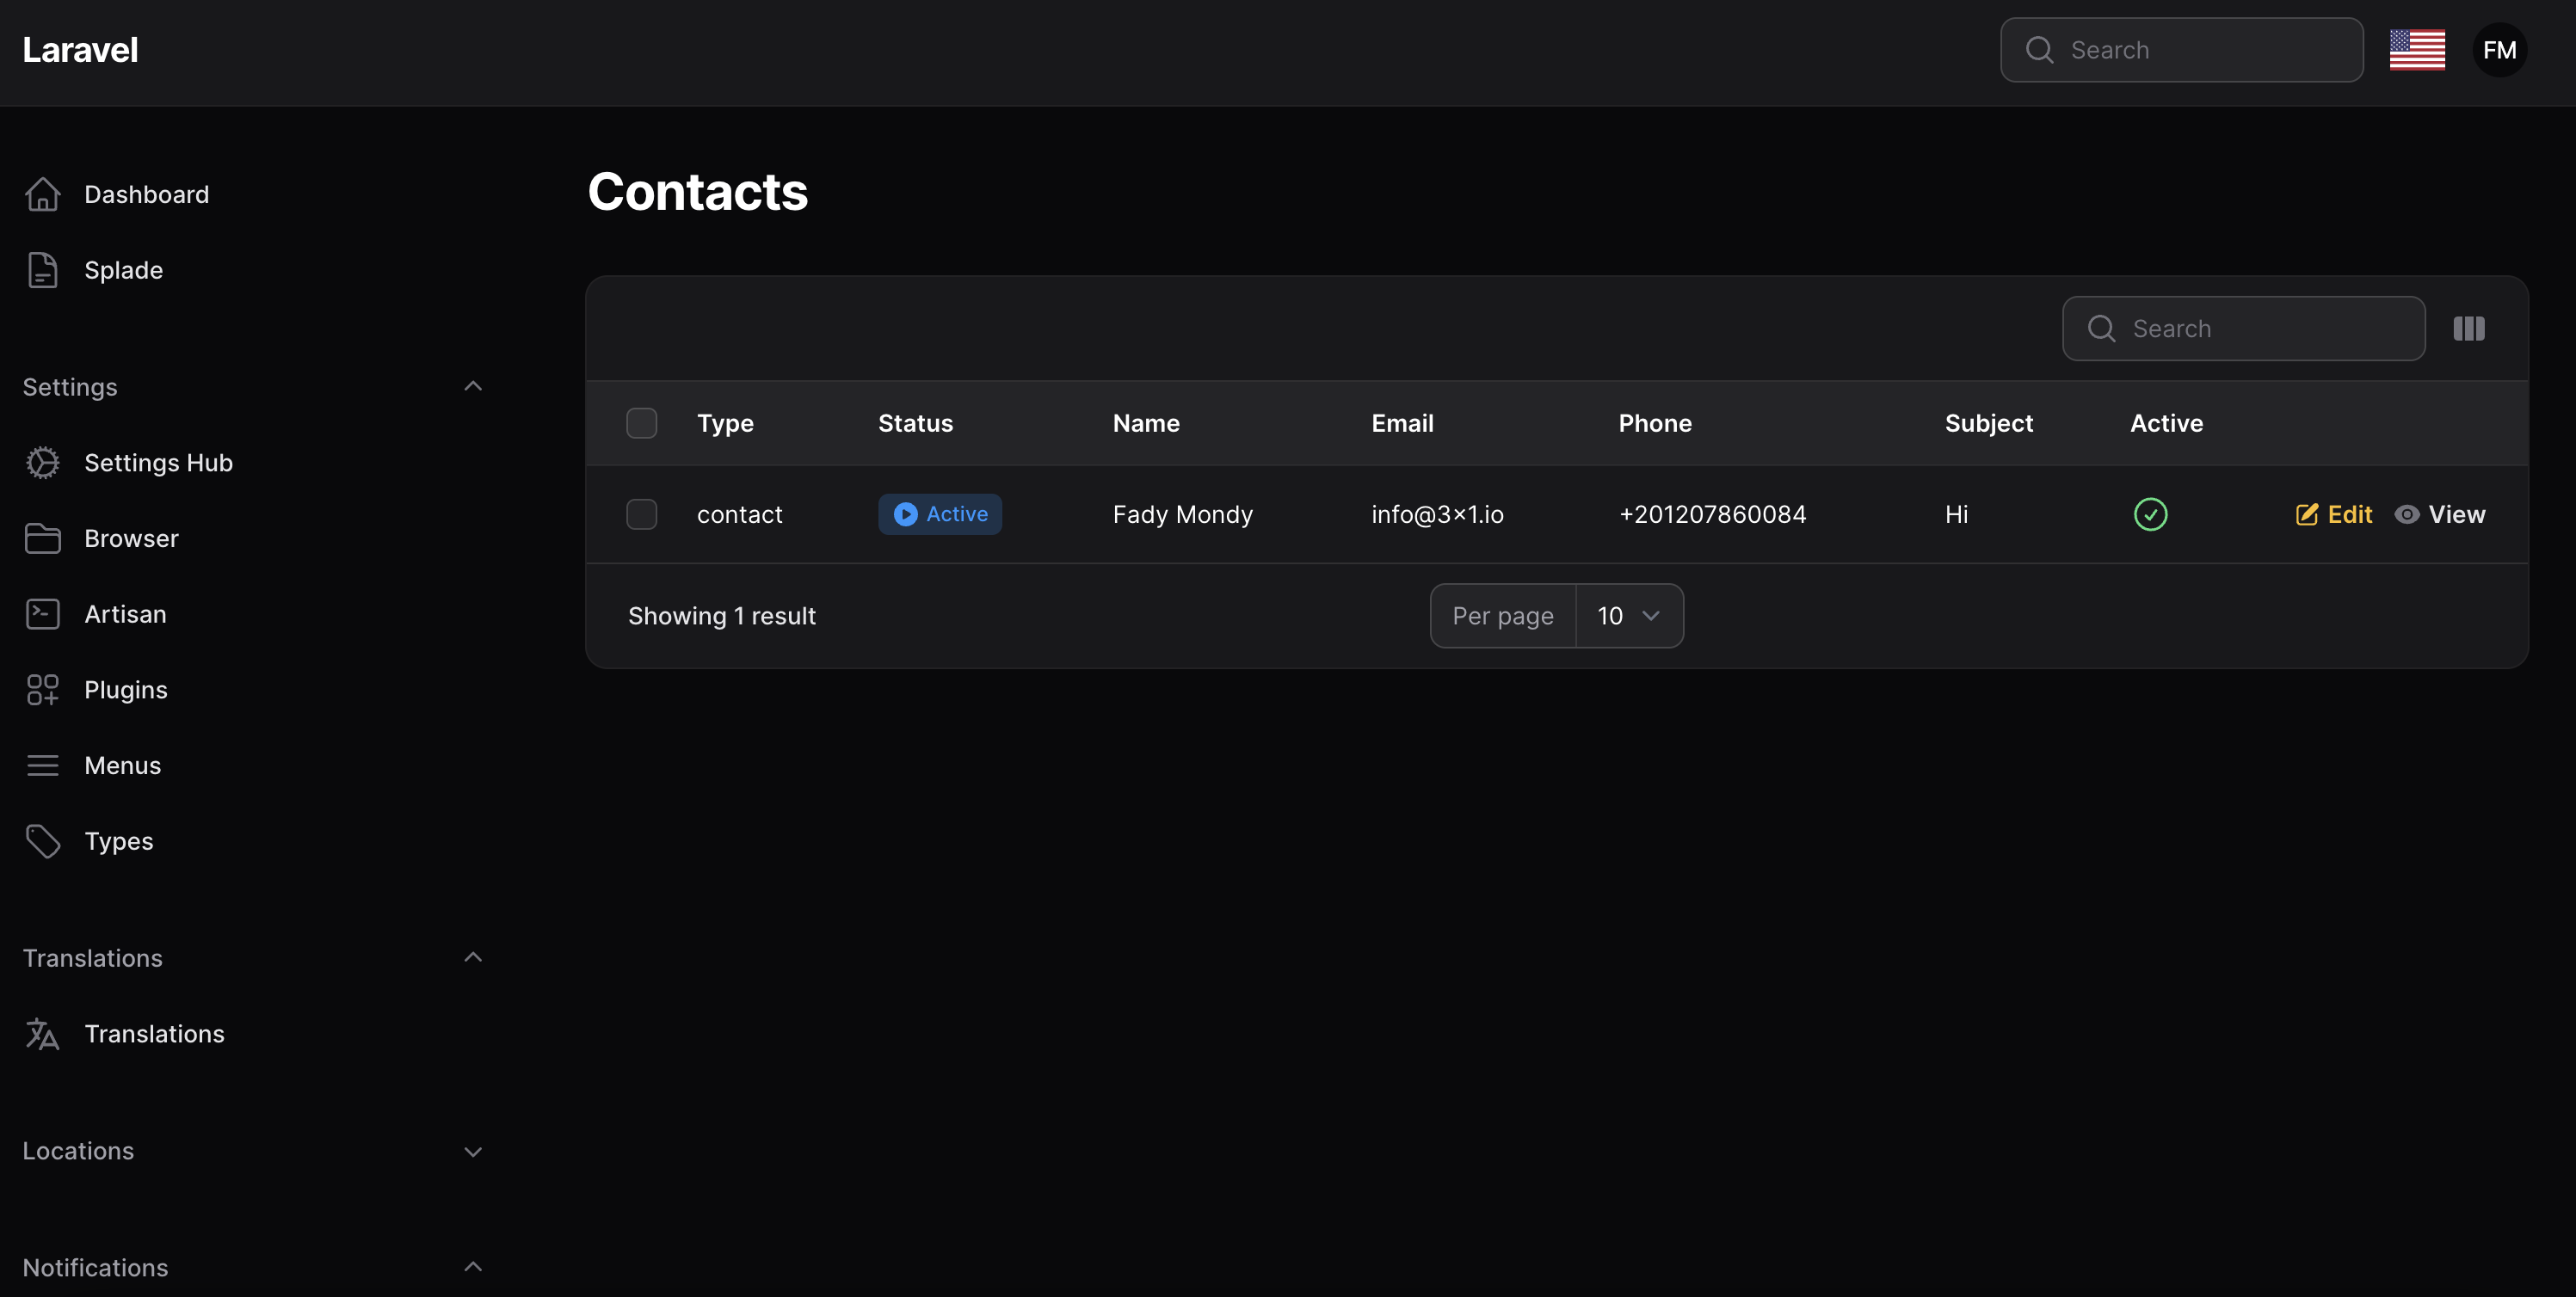 Laravel
Search
FM
Dashboard
Splade
Settings
Settings Hub
Browser
Artisan
Plugins
Menus
Types
Translations
Translations
Locations
Notifications
Contacts
Search
Type Status Name Email Phone Subject Active
contact Active Fady Mondy info@3x1.io +201207860084 Hi Edit View
Showing 1 result
Per page 10